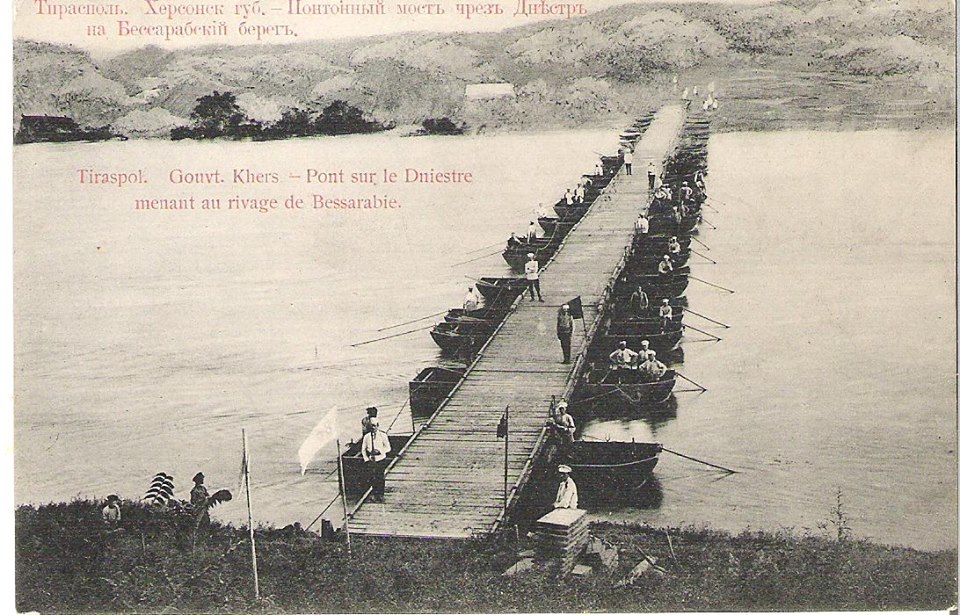 Тирасполь. Херсонск губ. – Понтонный мостъ чрезъ Днѣстръ
на Бессарабскій берегъ.
Tiraspol. Gouvt. Khers – Pont sur le Dniestre
menant au rivage de Bessarabie.